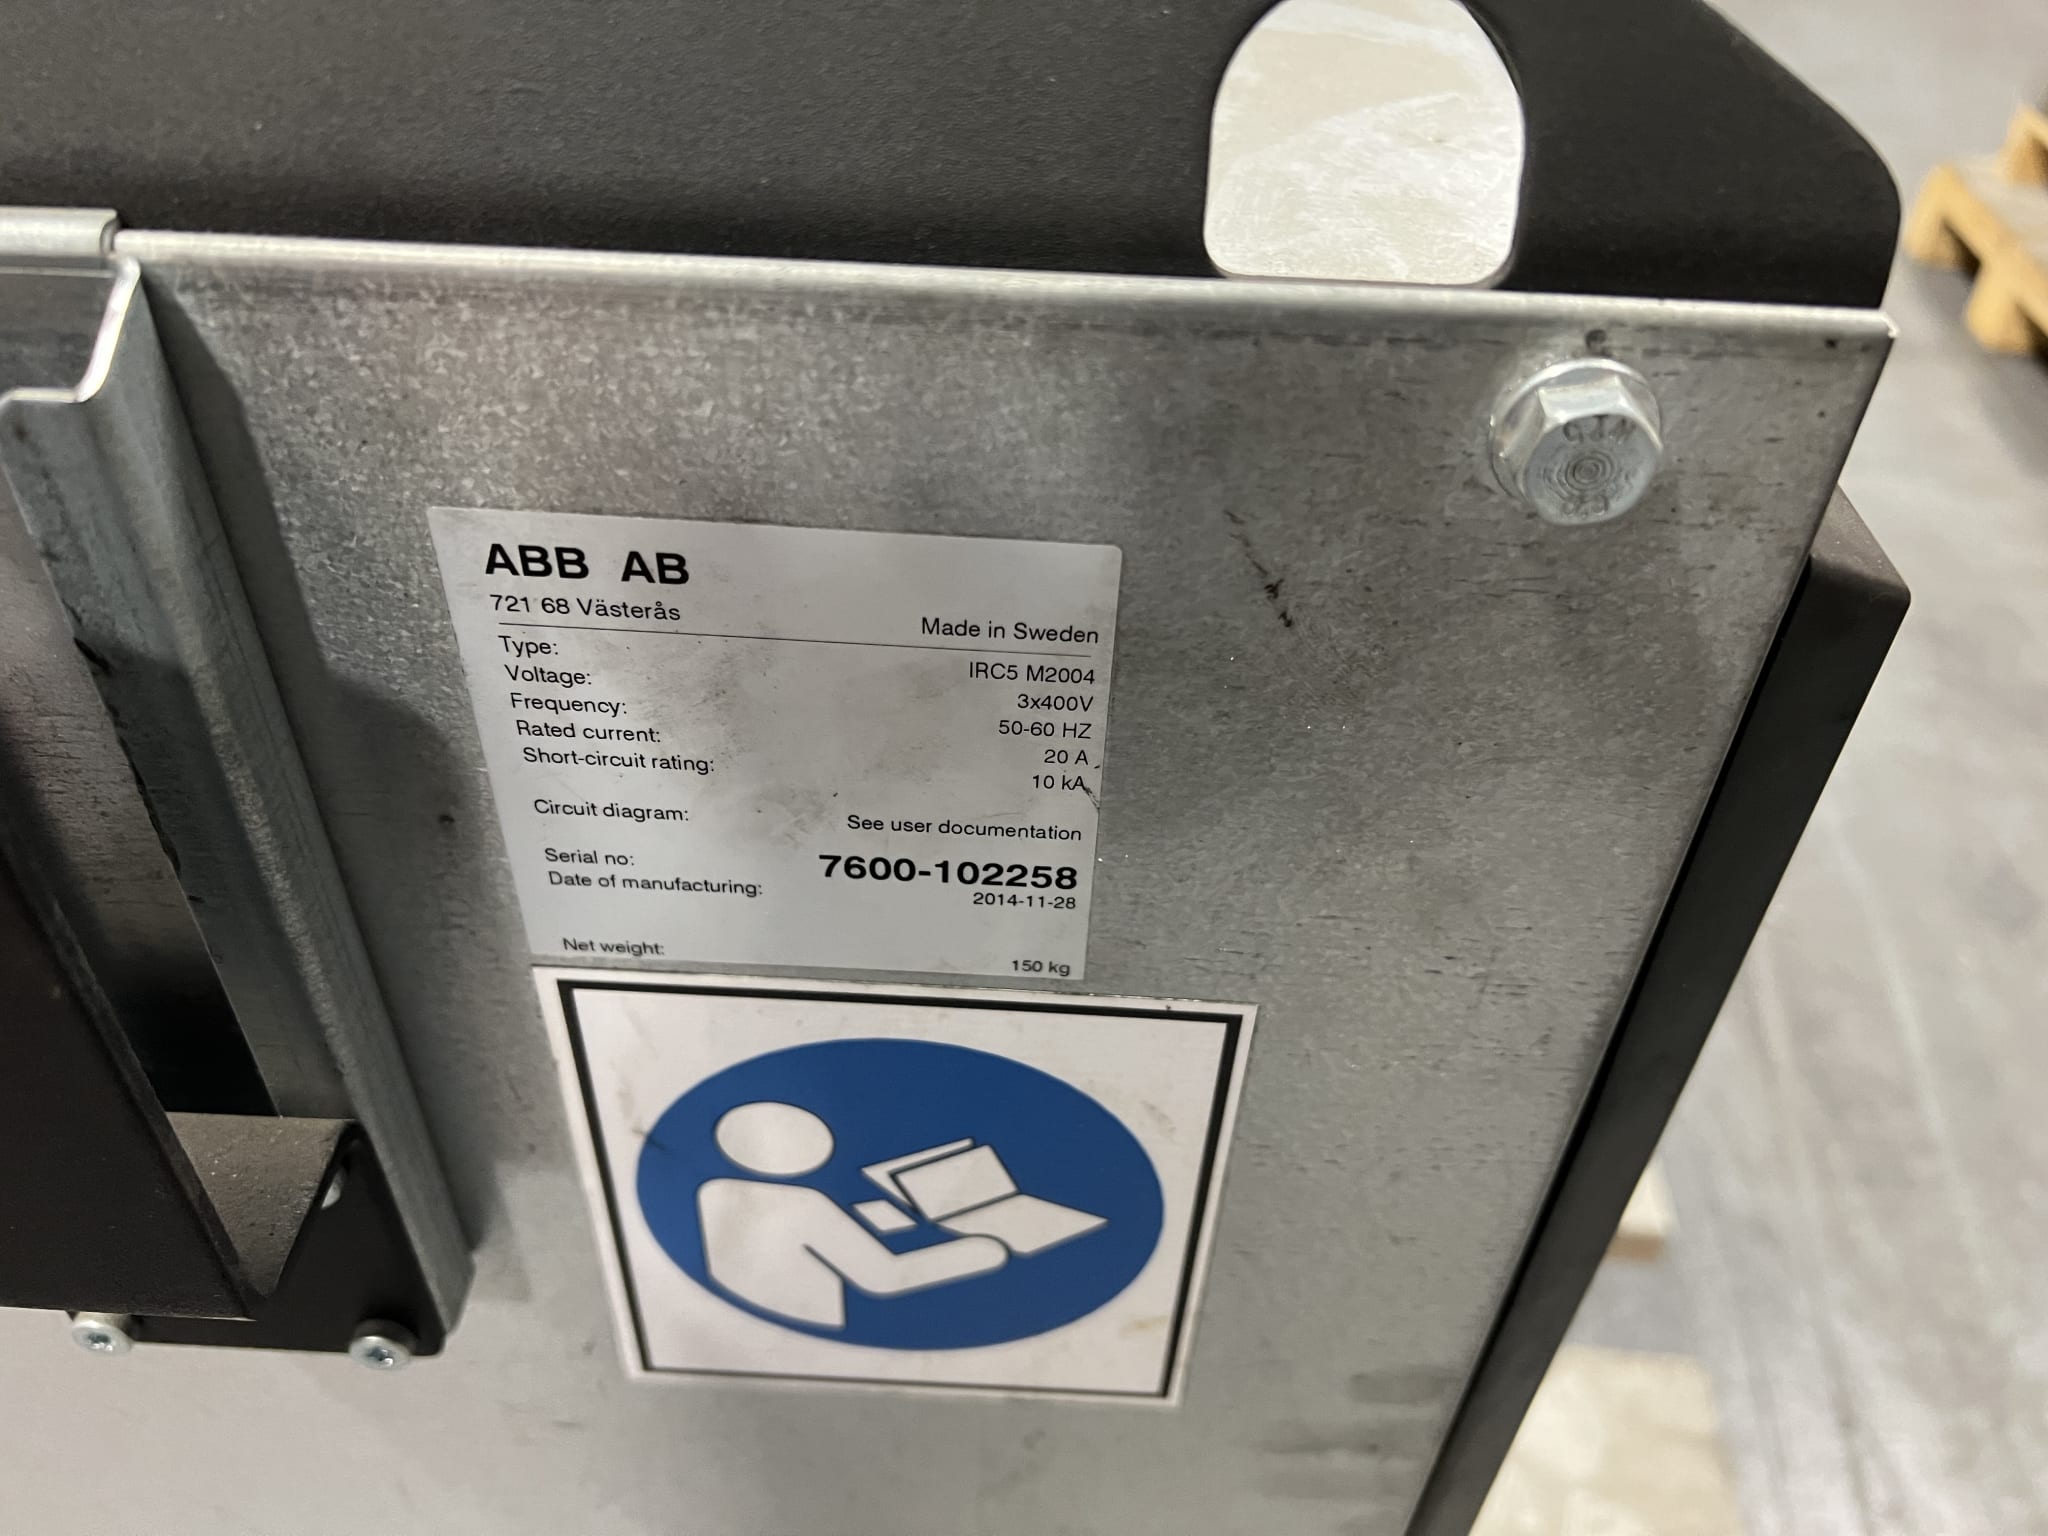 ABB AB
721 68 Västerås
Made in Sweden
Type: IRC5 M2004
Voltage: 3x400V
Frequency: 50-60 HZ
Rated current: 20 A
Short-circuit rating: 10 kA
Circuit diagram: See user documentation
Serial no: 7600-102258
Date of manufacturing: 2014-11-28
Net weight: 150 kg